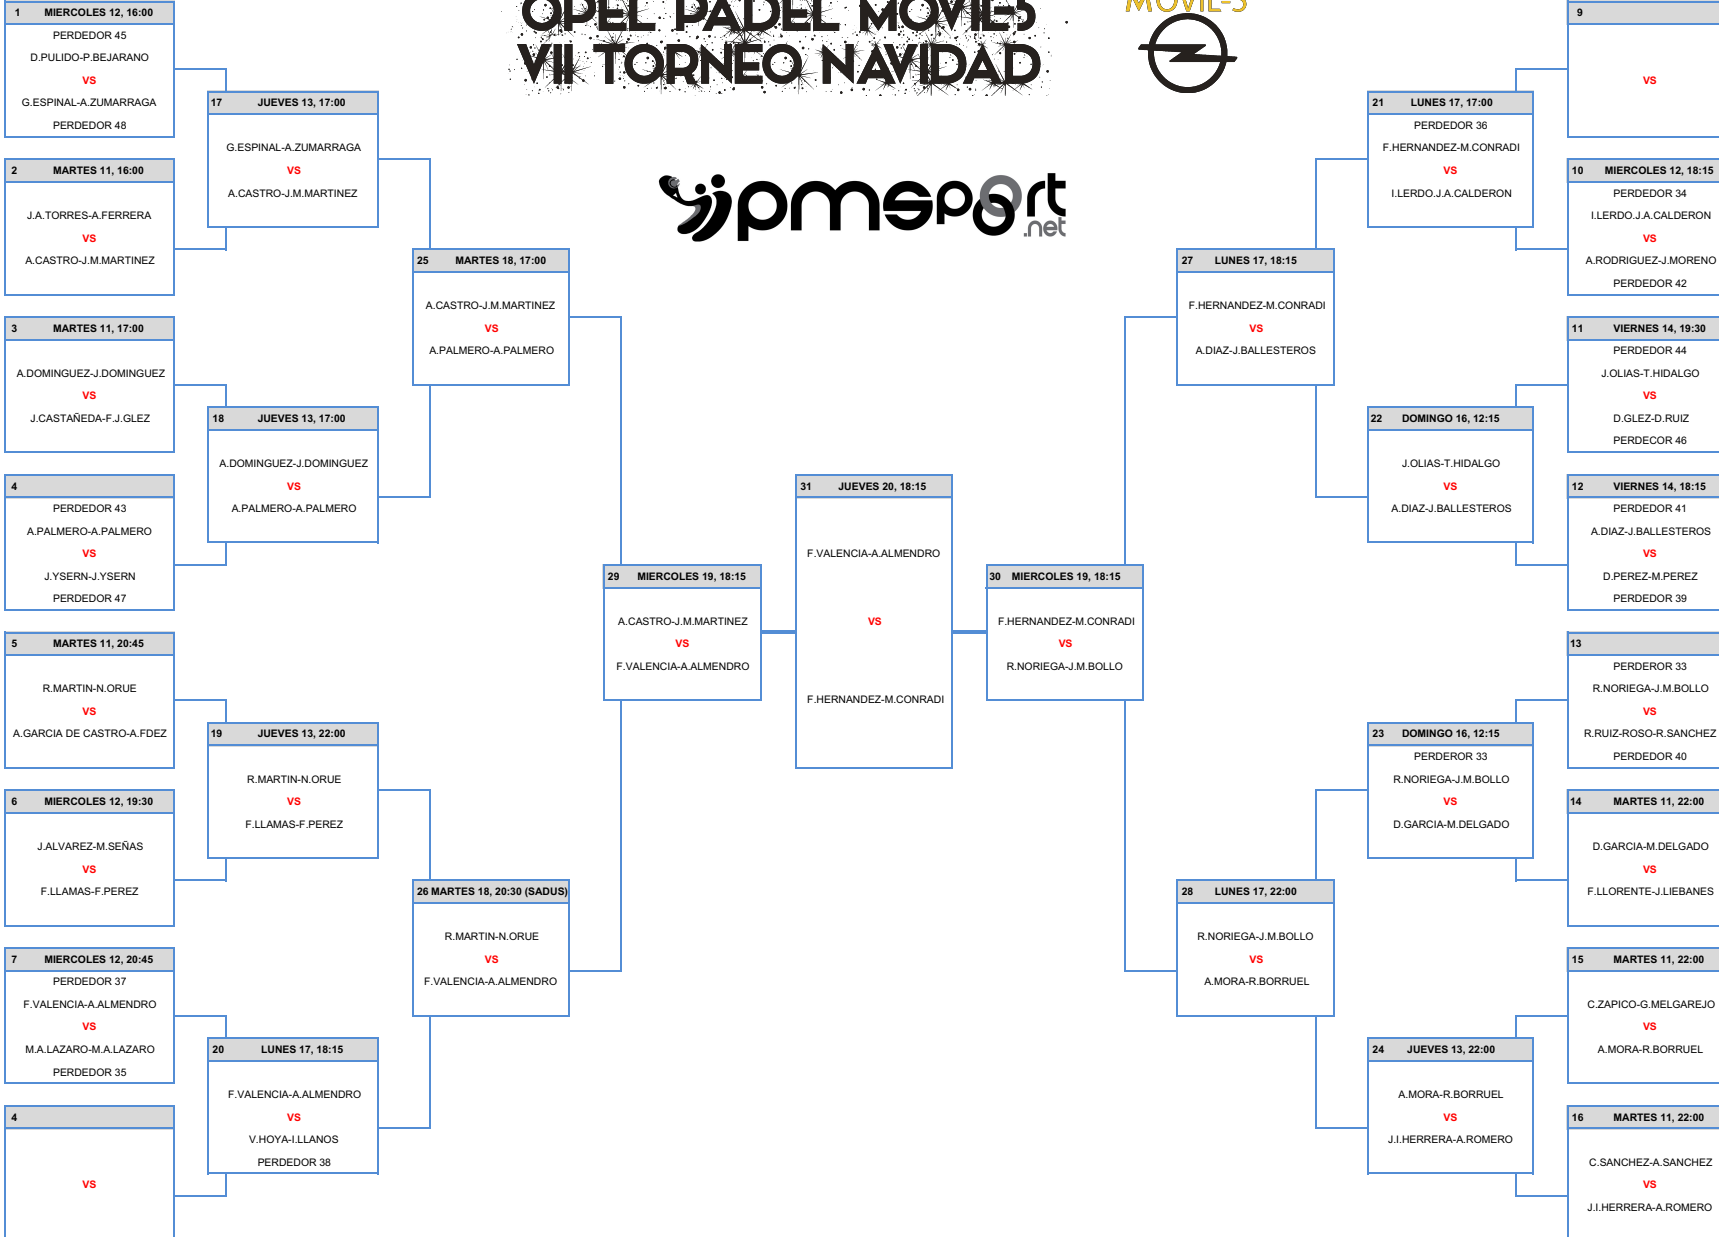 OPEL PADEL MOVIL-5
VII TORNEO NAVIDAD
MOVIL-5
jpmsport
.net
1 MIERCOLES 12, 16:00
PERDEDOR 45
D.PULIDO-P.BEJARANO
VS
G.ESPINAL-A.ZUMARRAGA
PERDEDOR 48
2 MARTES 11, 16:00
J.A.TORRES-A.FERRERA
VS
A.CASTRO-J.M.MARTINEZ
3 MARTES 11, 17:00
A.DOMINGUEZ-J.DOMINGUEZ
VS
J.CASTAÑEDA-F.J.GLEZ
4
PERDEDOR 43
A.PALMERO-A.PALMERO
VS
J.YSERN-J.YSERN
PERDEDOR 47
5 MARTES 11, 20:45
R.MARTIN-N.ORUE
VS
A.GARCIA DE CASTRO-A.FDEZ
6 MIERCOLES 12, 19:30
J.ALVAREZ-M.SEÑAS
VS
F.LLAMAS-F.PEREZ
7 MIERCOLES 12, 20:45
PERDEDOR 37
F.VALENCIA-A.ALMENDRO
VS
M.A.LAZARO-M.A.LAZARO
PERDEDOR 35
4
VS
17 JUEVES 13, 17:00
G.ESPINAL-A.ZUMARRAGA
VS
A.CASTRO-J.M.MARTINEZ
18 JUEVES 13, 17:00
A.DOMINGUEZ-J.DOMINGUEZ
VS
A.PALMERO-A.PALMERO
19 JUEVES 13, 22:00
R.MARTIN-N.ORUE
VS
F.LLAMAS-F.PEREZ
20 LUNES 17, 18:15
F.VALENCIA-A.ALMENDRO
VS
V.HOYA-I.LLANOS
PERDEDOR 38
25 MARTES 18, 17:00
A.CASTRO-J.M.MARTINEZ
VS
A.PALMERO-A.PALMERO
26 MARTES 18, 20:30 (SADUS)
R.MARTIN-N.ORUE
VS
F.VALENCIA-A.ALMENDRO
29 MIERCOLES 19, 18:15
A.CASTRO-J.M.MARTINEZ
VS
F.VALENCIA-A.ALMENDRO
31 JUEVES 20, 18:15
F.VALENCIA-A.ALMENDRO
VS
F.HERNANDEZ-M.CONRADI
30 MIERCOLES 19, 18:15
F.HERNANDEZ-M.CONRADI
VS
R.NORIEGA-J.M.BOLLO
27 LUNES 17, 18:15
F.HERNANDEZ-M.CONRADI
VS
A.DIAZ-J.BALLESTEROS
28 LUNES 17, 22:00
R.NORIEGA-J.M.BOLLO
VS
A.MORA-R.BORRUEL
21 LUNES 17, 17:00
PERDEDOR 36
F.HERNANDEZ-M.CONRADI
VS
I.LERDO.J.A.CALDERON
22 DOMINGO 16, 12:15
J.OLIAS-T.HIDALGO
VS
A.DIAZ-J.BALLESTEROS
23 DOMINGO 16, 12:15
PERDEROR 33
R.NORIEGA-J.M.BOLLO
VS
D.GARCIA-M.DELGADO
24 JUEVES 13, 22:00
A.MORA-R.BORRUEL
VS
J.I.HERRERA-A.ROMERO
9
VS
10 MIERCOLES 12, 18:15
PERDEDOR 34
I.LERDO.J.A.CALDERON
VS
A.RODRIGUEZ-J.MORENO
PERDEDOR 42
11 VIERNES 14, 19:30
PERDEDOR 44
J.OLIAS-T.HIDALGO
VS
D.GLEZ-D.RUIZ
PERDECOR 46
12 VIERNES 14, 18:15
PERDEDOR 41
A.DIAZ-J.BALLESTEROS
VS
D.PEREZ-M.PEREZ
PERDEDOR 39
13
PERDEROR 33
R.NORIEGA-J.M.BOLLO
VS
R.RUIZ-ROSO-R.SANCHEZ
PERDEDOR 40
14 MARTES 11, 22:00
D.GARCIA-M.DELGADO
VS
F.LLORENTE-J.LIEBANES
15 MARTES 11, 22:00
C.ZAPICO-G.MELGAREJO
VS
A.MORA-R.BORRUEL
16 MARTES 11, 22:00
C.SANCHEZ-A.SANCHEZ
VS
J.I.HERRERA-A.ROMERO